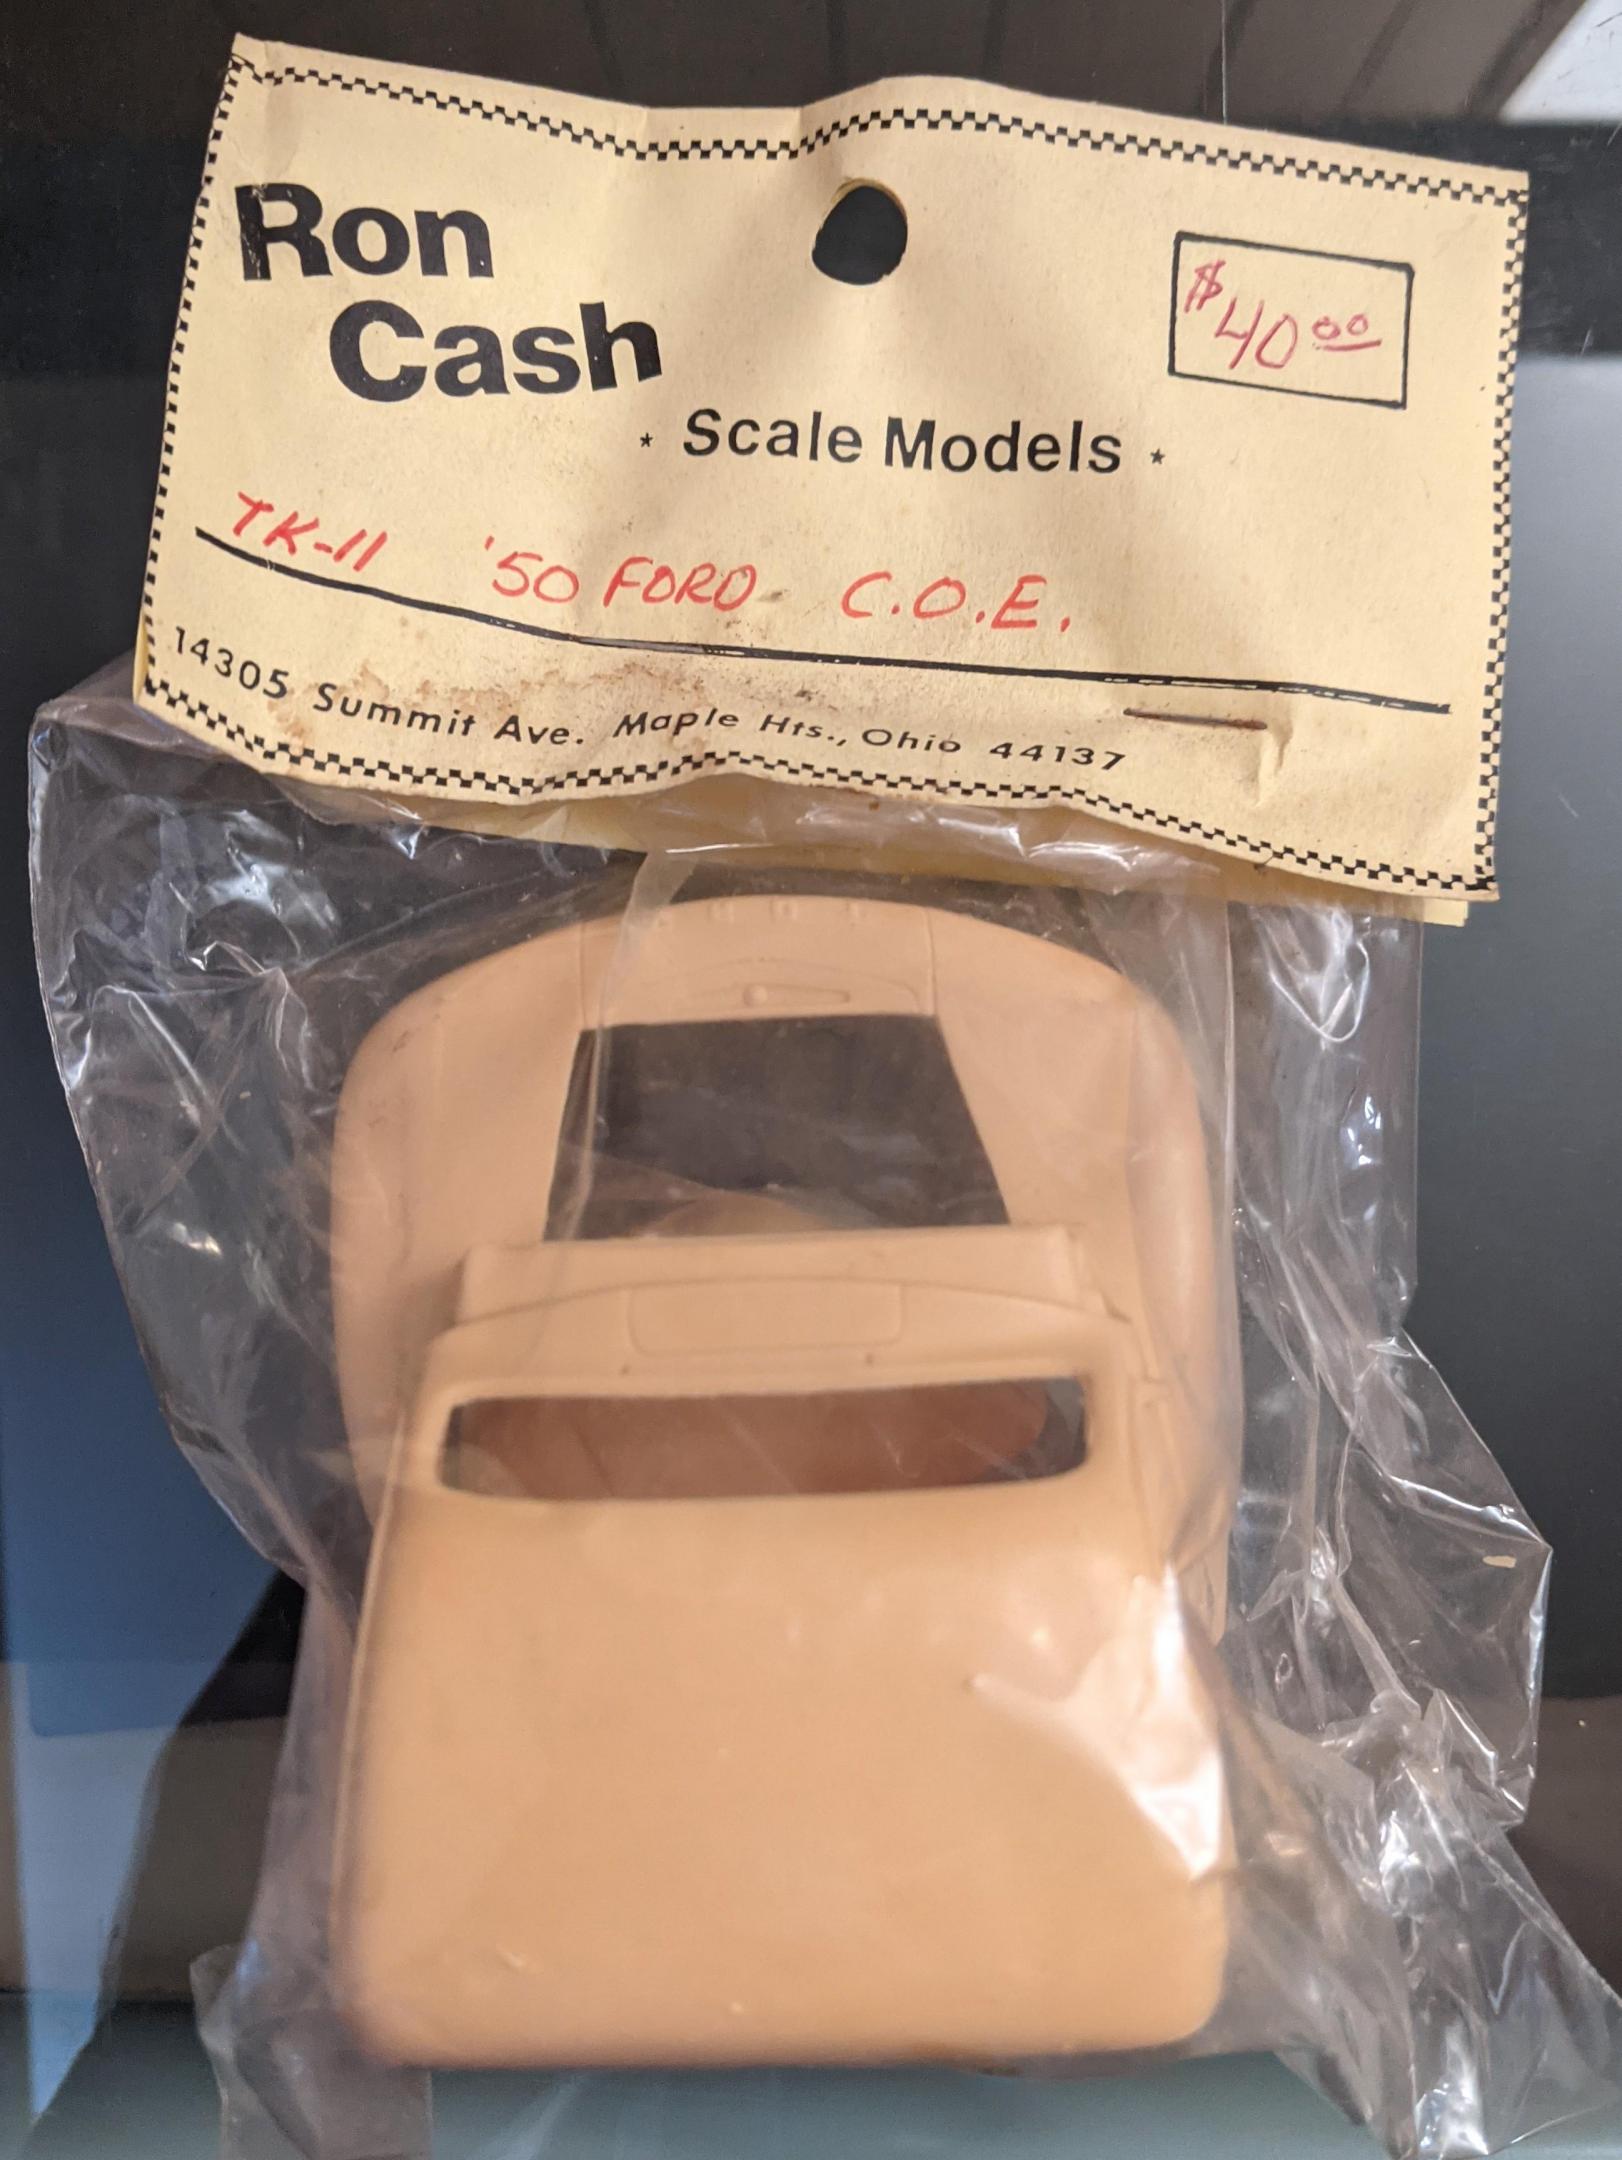 Ron
Cash
$40.00
* Scale Models *
TK-11 '50 FORD C.O.E.
14305 Summit Ave. Maple Hts., Ohio 44137